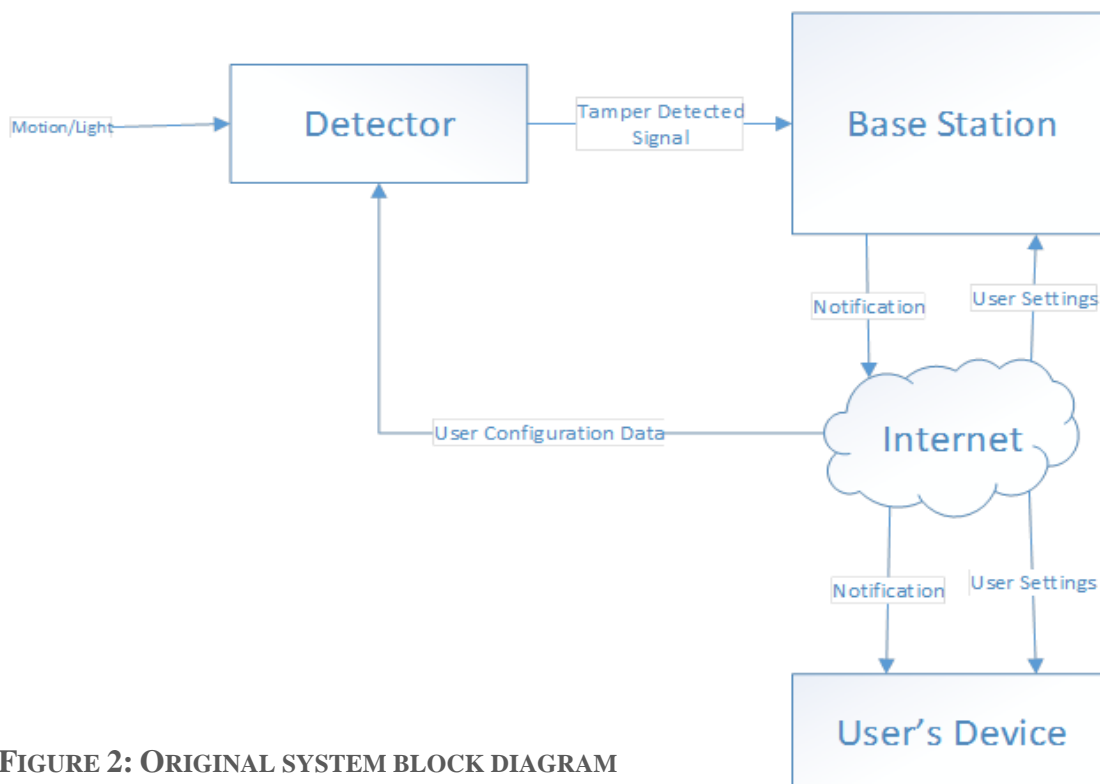 Detector
Base Station
Motion/Light
Tamper Detected
Signal
Notification
User Settings
User Configuration Data
Internet
Notification
User Settings
User's Device
FIGURE 2: ORIGINAL SYSTEM BLOCK DIAGRAM